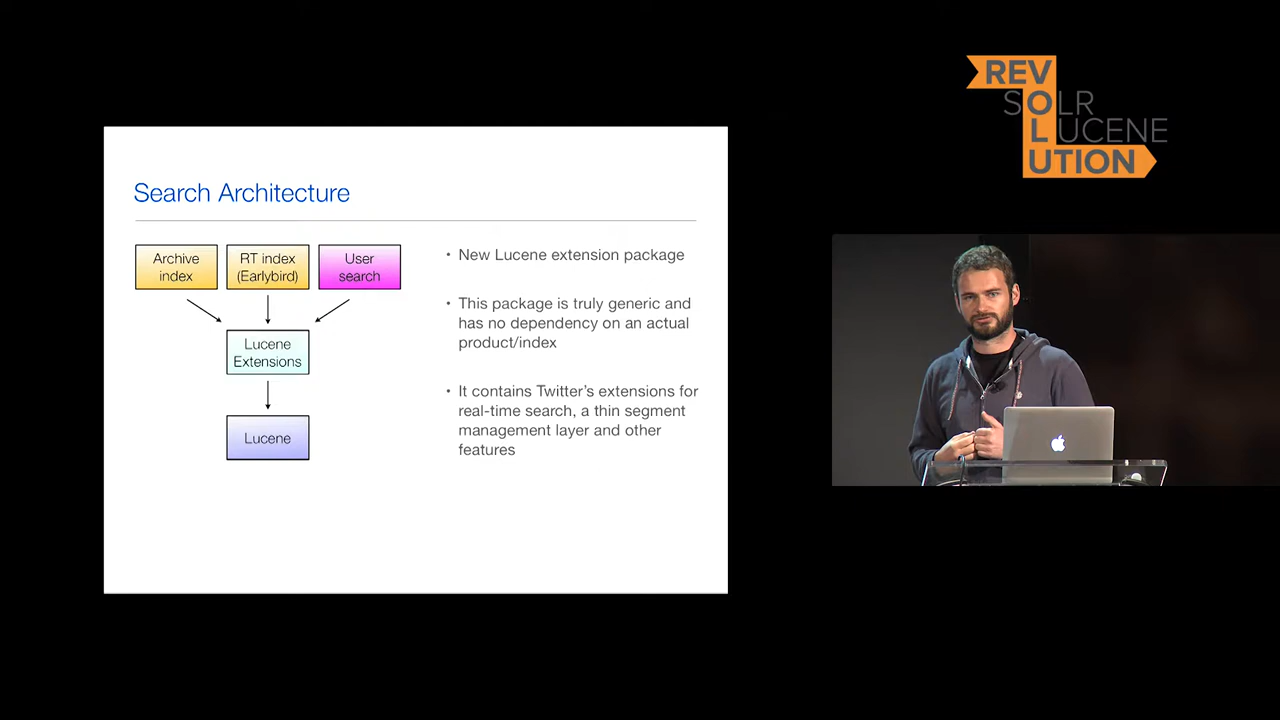 REV
SOLR
LUCENE
UTION
Search Architecture
Archive
index
RT index
(Earlybird)
User
search
Lucene
Extensions
Lucene
• New Lucene extension package
• This package is truly generic and
has no dependency on an actual
product/index
• It contains Twitter's extensions for
real-time search, a thin segment
management layer and other
features